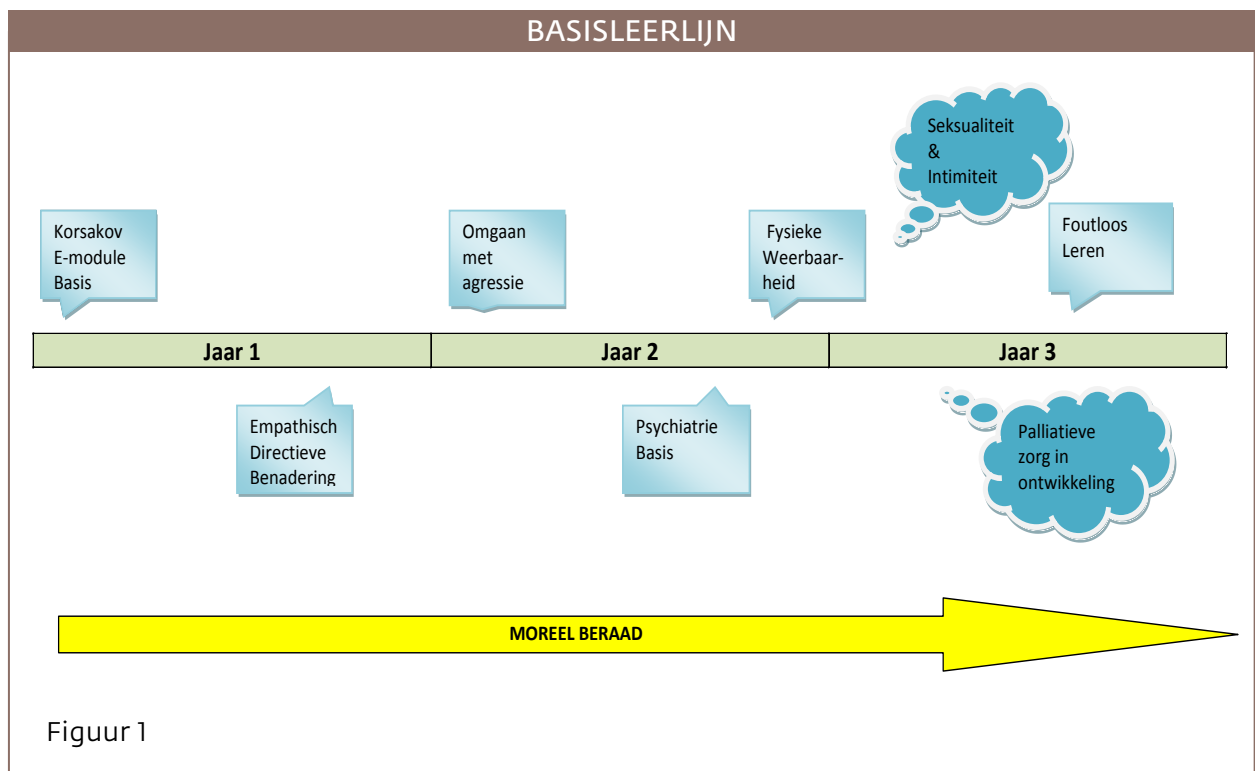 BASISLEERLIJN
Seksualiteit
&
Intimiteit
Korsakov
E-module
Basis
Omgaan
met
agressie
Fysieke
Weerbaar-
heid
Foutloos
Leren
Jaar 1
Jaar 2
Jaar 3
Empathisch
Directieve
Benadering
Psychiatrie
Basis
Palliatieve
zorg in
ontwikkeling
MOREEL BERAAD
Figuur 1